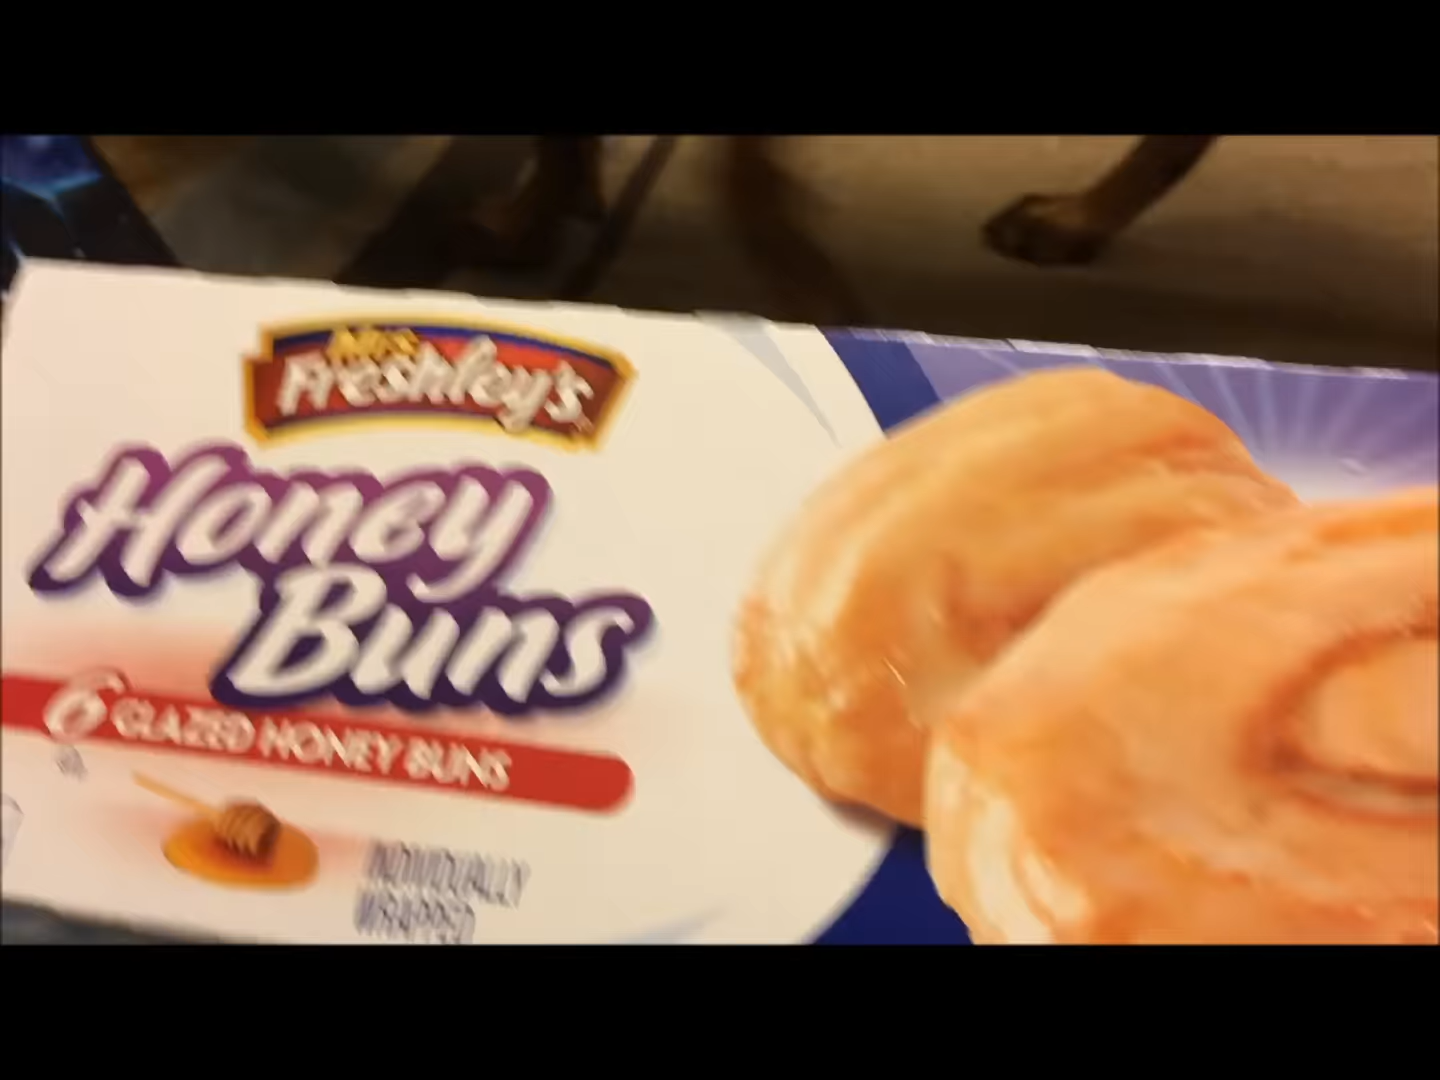 Mrs.
Freshley's
Honey
Buns
6 GLAZED HONEY BUNS
INDIVIDUALLY
WRAPPED